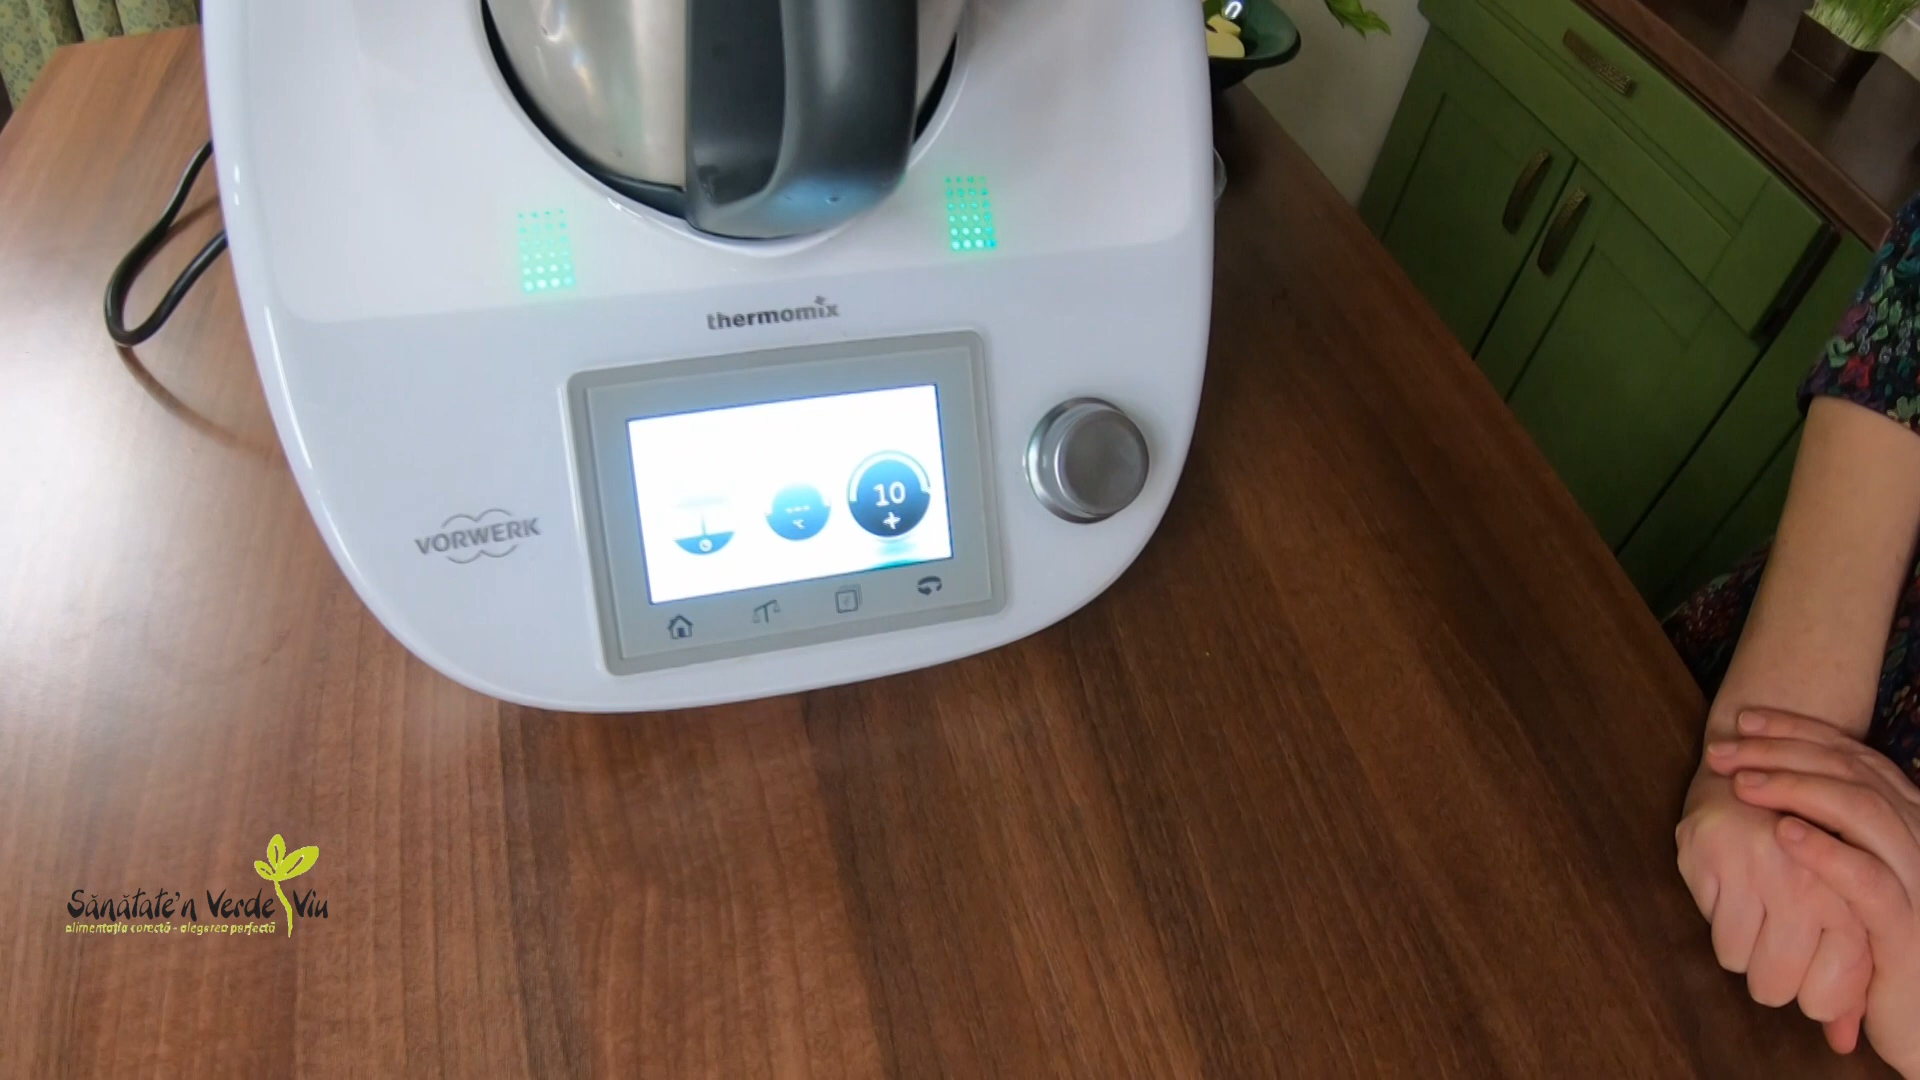 thermomix
10
°C
VORWERK
Sănătate'n Verde Viu
alimentația corectă - alegerea perfectă